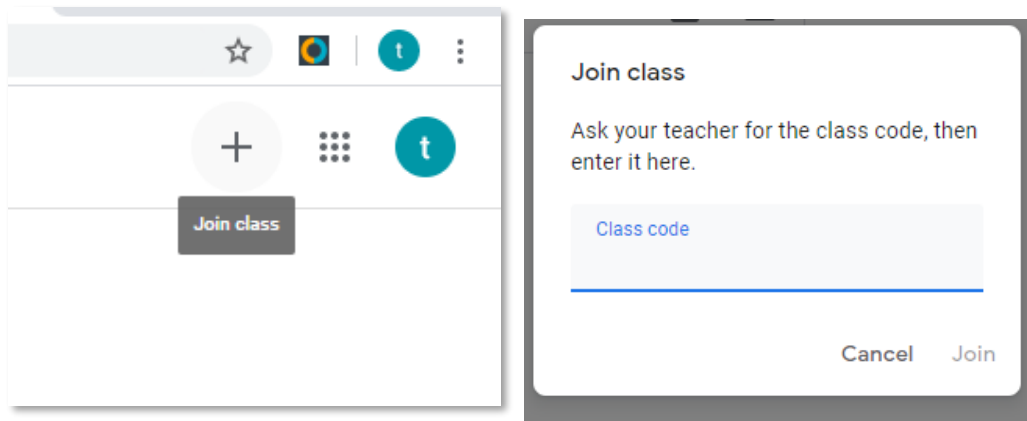 t
t
Join class
Join class
Ask your teacher for the class code, then
enter it here.
Class code
Cancel Join